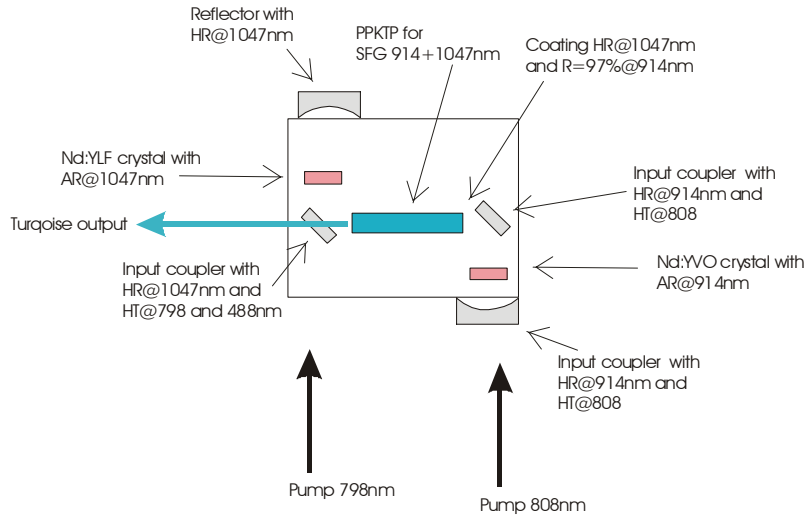 Reflector with
HR@1047nm
PPKTP for
SFG 914+1047nm
Coating HR@1047nm
and R=97%@914nm
Nd:YLF crystal with
AR@1047nm
Input coupler with
HR@914nm and
HT@808
Turqoise output
Input coupler with
HR@1047nm and
HT@798 and 488nm
Nd:YVO crystal with
AR@914nm
Input coupler with
HR@914nm and
HT@808
Pump 798nm
Pump 808nm